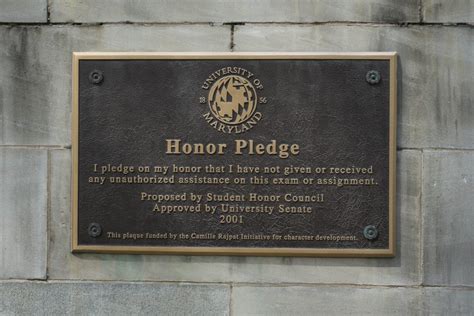 UNIVERSITY OF
18 56
MARYLAND
Honor Pledge
I pledge on my honor that I have not given or received
any unauthorized assistance on this exam or assignment.
Proposed by Student Honor Council
Approved by University Senate
2001
This plaque funded by the Camille Rajpat Initiative for character development.